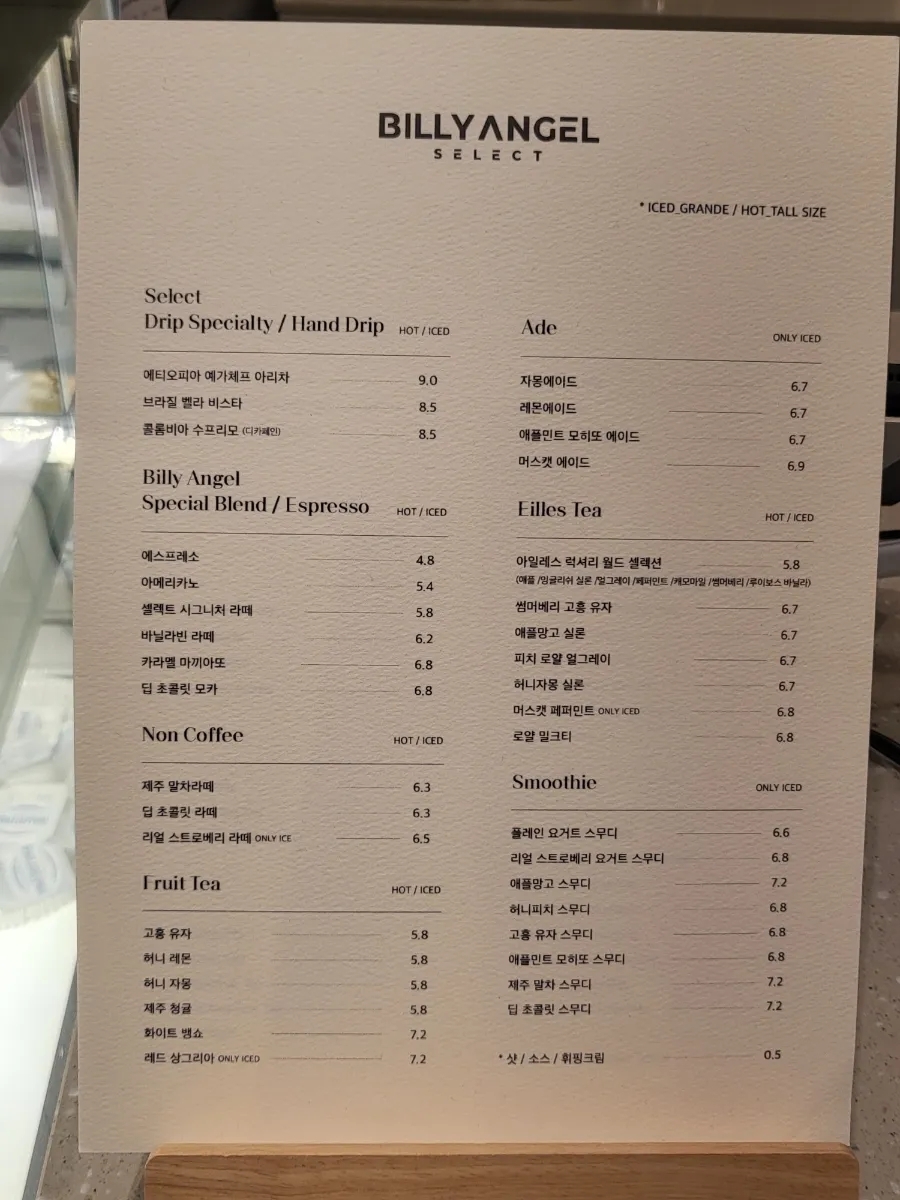 BILLY ANGEL
SELECT
* ICED_GRANDE / HOT_TALL SIZE
Select
Drip Specialty / Hand Drip HOT / ICED
에티오피아 예가체프 아리차 9.0
브라질 벨라 비스타 8.5
콜롬비아 수프리모 (디카페인) 8.5
Billy Angel
Special Blend / Espresso HOT / ICED
에스프레소 4.8
아메리카노 5.4
셀렉트 시그니처 라떼 5.8
바닐라빈 라떼 6.2
카라멜 마끼아또 6.8
딥 초콜릿 모카 6.8
Non Coffee HOT / ICED
제주 말차라떼 6.3
딥 초콜릿 라떼 6.3
리얼 스트로베리 라떼 ONLY ICE 6.5
Fruit Tea HOT / ICED
고흥 유자 5.8
허니 레몬 5.8
허니 자몽 5.8
제주 청귤 5.8
화이트 뱅쇼 7.2
레드 상그리아 ONLY ICED 7.2
Ade ONLY ICED
자몽에이드 6.7
레몬에이드 6.7
애플민트 모히또 에이드 6.7
머스캣 에이드 6.9
Eilles Tea HOT / ICED
아일레스 럭셔리 월드 셀렉션 5.8
(애플 /잉글리쉬 실론 /얼그레이 /페퍼민트 /캐모마일 /썸머베리 /루이보스 바닐라)
썸머베리 고흥 유자 6.7
애플망고 실론 6.7
피치 로얄 얼그레이 6.7
허니자몽 실론 6.7
머스캣 페퍼민트 ONLY ICED 6.8
로얄 밀크티 6.8
Smoothie ONLY ICED
플레인 요거트 스무디 6.6
리얼 스트로베리 요거트 스무디 6.8
애플망고 스무디 7.2
허니피치 스무디 6.8
고흥 유자 스무디 6.8
애플민트 모히또 스무디 6.8
제주 말차 스무디 7.2
딥 초콜릿 스무디 7.2
* 샷 / 소스 / 휘핑크림 0.5